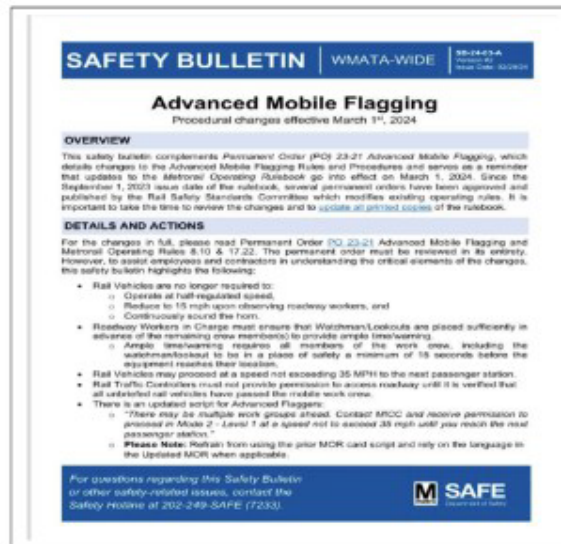 SAFETY BULLETIN
WMATA-WIDE
SB-24-03-A
Version #2
Issue Date: 02/29/24
Advanced Mobile Flagging
Procedural changes effective March 1st, 2024
OVERVIEW
This safety bulletin complements Permanent Order (PO) 23-21 Advanced Mobile Flagging, which
details changes to the Advanced Mobile Flagging Rules and Procedures and serves as a reminder
that updates to the Metrorail Operating Rulebook go into effect on March 1, 2024. Since the
September 1, 2023 issue date of the rulebook, several permanent orders have been approved and
published by the Rail Safety Standards Committee which modifies existing operating rules. It is
important to take the time to review the changes and to update all printed copies of the rulebook.
DETAILS AND ACTIONS
For the changes in full, please read Permanent Order PO 23-21 Advanced Mobile Flagging and
Metrorail Operating Rules 8.10 & 17.22. The permanent order must be reviewed in its entirety.
However, to assist employees and contractors in understanding the critical elements of the changes,
this safety bulletin highlights the following:
• Rail Vehicles are no longer required to:
o Operate at half-regulated speed,
o Reduce to 15 mph upon observing roadway workers, and
o Continuously sound the horn.
• Roadway Workers in Charge must ensure that Watchman/Lookouts are placed sufficiently in
advance of the remaining crew member(s) to provide ample time/warning.
o Ample time/warning requires all members of the work crew, including the
watchman/lookout to be in a place of safety a minimum of 15 seconds before the
equipment reaches their location.
• Rail Vehicles may proceed at a speed not exceeding 35 MPH to the next passenger station.
• Rail Traffic Controllers must not provide permission to access roadway until it is verified that
all unbriefed rail vehicles have passed the mobile work crew.
• There is an updated script for Advanced Flaggers:
o "There may be multiple work groups ahead. Contact MICC and receive permission to
proceed in Mode 2 - Level 1 at a speed not to exceed 35 mph until you reach the next
passenger station."
o Please Note: Refrain from using the prior MOR card script and rely on the language in
the Updated MOR when applicable.
For questions regarding this Safety Bulletin
or other safety-related issues, contact the
Safety Hotline at 202-249-SAFE (7233).
M SAFE
Department of Safety